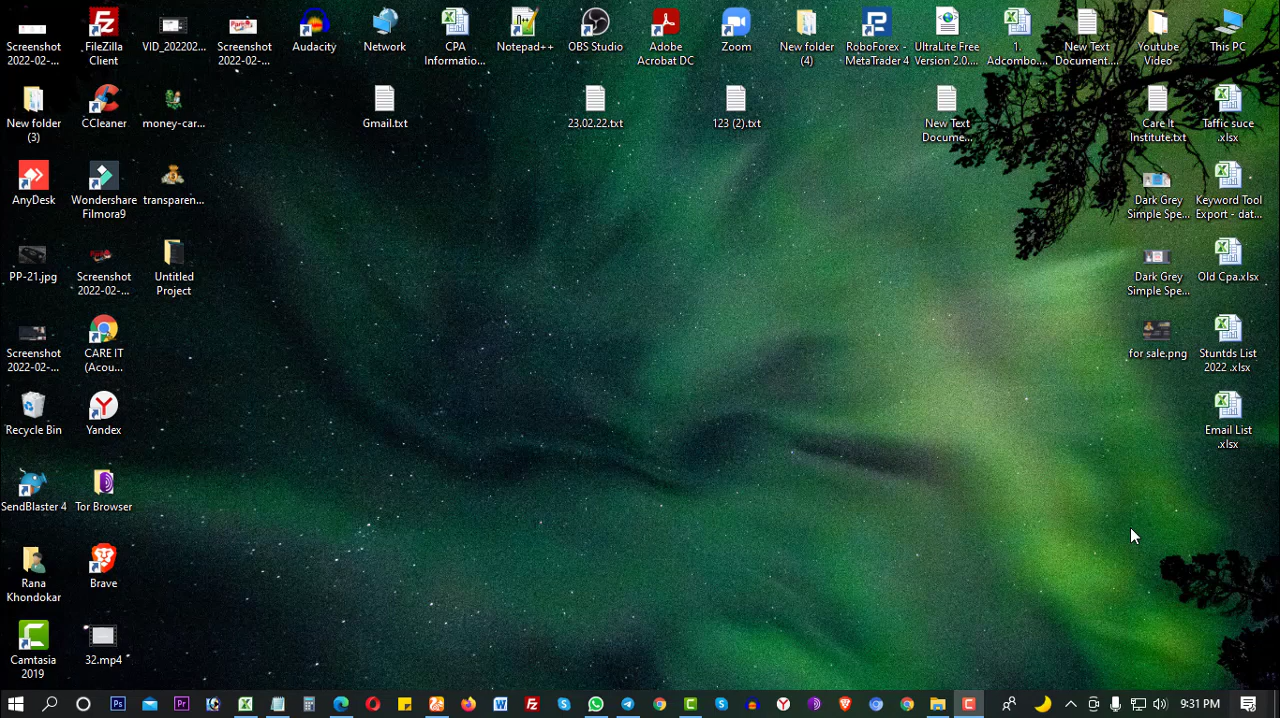 Screenshot
2022-02-...
FileZilla
Client
VID_202202...
Screenshot
2022-02-...
Audacity
Network
CPA
Informatio...
Notepad++
OBS Studio
Adobe
Acrobat DC
Zoom
New folder
(4)
RoboForex -
MetaTrader 4
UltraLite Free
Version 2.0....
1.
Adcombo....
New Text
Document...
Youtube
Video
This PC
New folder
(3)
CCleaner
money-car...
Gmail.txt
23.02.22.txt
123 (2).txt
New Text
Docume...
Care It
Institute.txt
Taffic suce
.xlsx
AnyDesk
Wondershare
Filmora9
transparen...
Dark Grey
Simple Spe...
Keyword Tool
Export - dat...
PP-21.jpg
Screenshot
2022-02-...
Untitled
Project
Dark Grey
Simple Spe...
Old Cpa.xlsx
Screenshot
2022-02-...
CARE IT
(Acou...
for sale.png
Stuntds List
2022 .xlsx
Recycle Bin
Yandex
Email List
.xlsx
SendBlaster 4
Tor Browser
Rana
Khondokar
Brave
Camtasia
2019
32.mp4
9:31 PM